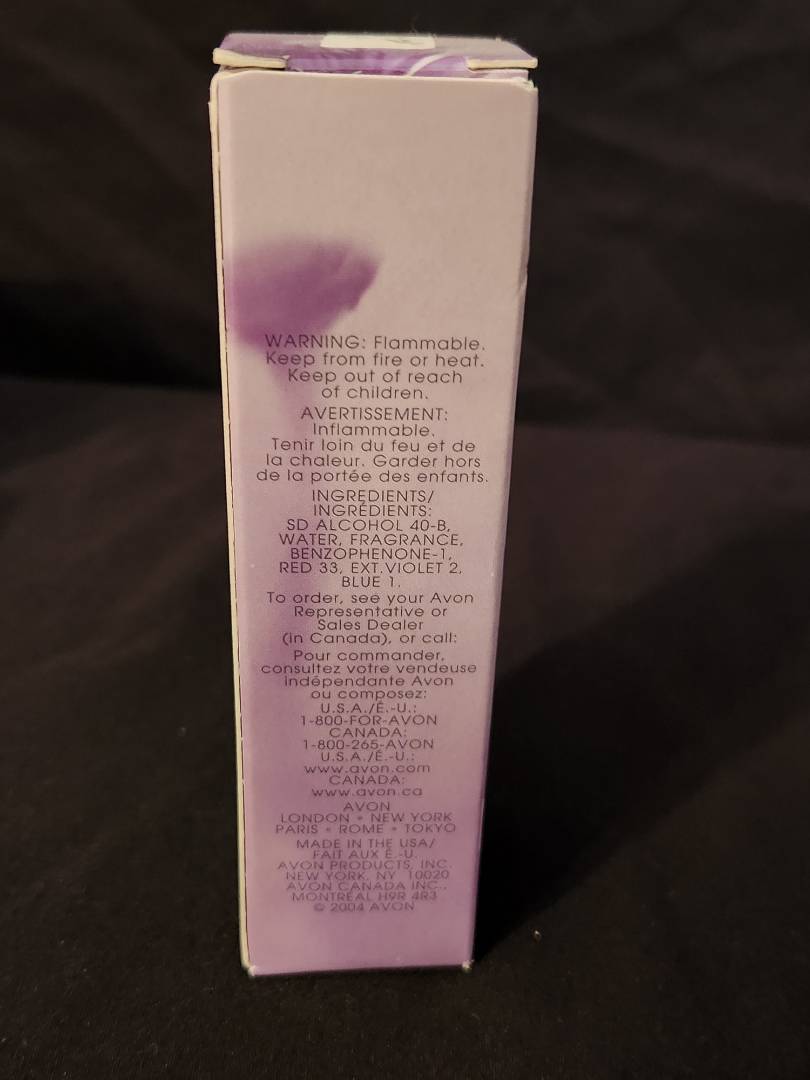 WARNING: Flammable.
Keep from fire or heat.
Keep out of reach
of children.
AVERTISSEMENT:
Inflammable.
Tenir loin du feu et de
la chaleur. Garder hors
de la portée des enfants.
INGREDIENTS/
INGRÉDIENTS:
SD ALCOHOL 40-B,
WATER, FRAGRANCE,
BENZOPHENONE-1,
RED 33, EXT.VIOLET 2,
BLUE 1.
To order, see your Avon
Representative or
Sales Dealer
(in Canada), or call:
Pour commander,
consultez votre vendeuse
indépendante Avon
ou composez:
U.S.A./É.-U.:
1-800-FOR-AVON
CANADA:
1-800-265-AVON
U.S.A./É.-U.:
www.avon.com
CANADA:
www.avon.ca
AVON
LONDON • NEW YORK
PARIS • ROME • TOKYO
MADE IN THE USA/
FAIT AUX É.-U.
AVON PRODUCTS, INC.
NEW YORK, NY 10020
AVON CANADA INC.,
MONTRÉAL H9R 4R3
© 2004 AVON